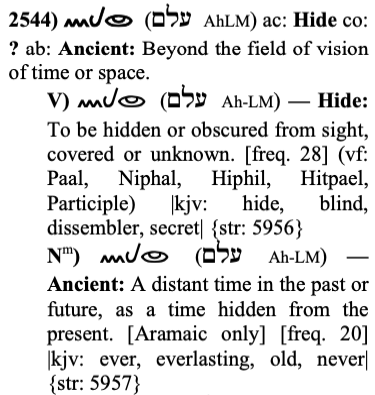 2544) (עלם AhLM) ac: Hide co:
? ab: Ancient: Beyond the field of vision
of time or space.
V) (עלם Ah-LM) — Hide:
To be hidden or obscured from sight,
covered or unknown. [freq. 28] (vf:
Paal, Niphal, Hiphil, Hitpael,
Participle) |kjv: hide, blind,
dissembler, secret| {str: 5956}
Nᵐ) (עלם Ah-LM) —
Ancient: A distant time in the past or
future, as a time hidden from the
present. [Aramaic only] [freq. 20]
|kjv: ever, everlasting, old, never|
{str: 5957}